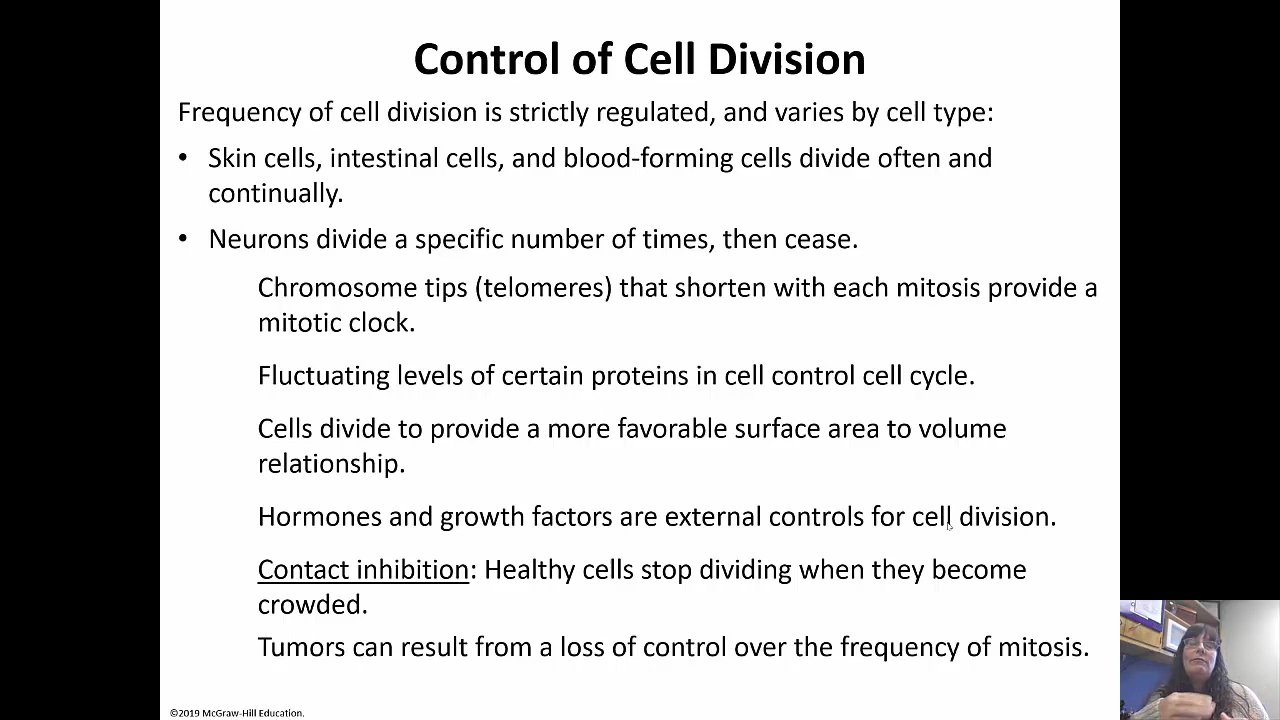 Control of Cell Division
Frequency of cell division is strictly regulated, and varies by cell type:
• Skin cells, intestinal cells, and blood-forming cells divide often and
continually.
• Neurons divide a specific number of times, then cease.
Chromosome tips (telomeres) that shorten with each mitosis provide a
mitotic clock.
Fluctuating levels of certain proteins in cell control cell cycle.
Cells divide to provide a more favorable surface area to volume
relationship.
Hormones and growth factors are external controls for cell division.
Contact inhibition: Healthy cells stop dividing when they become
crowded.
Tumors can result from a loss of control over the frequency of mitosis.
©2019 McGraw-Hill Education.